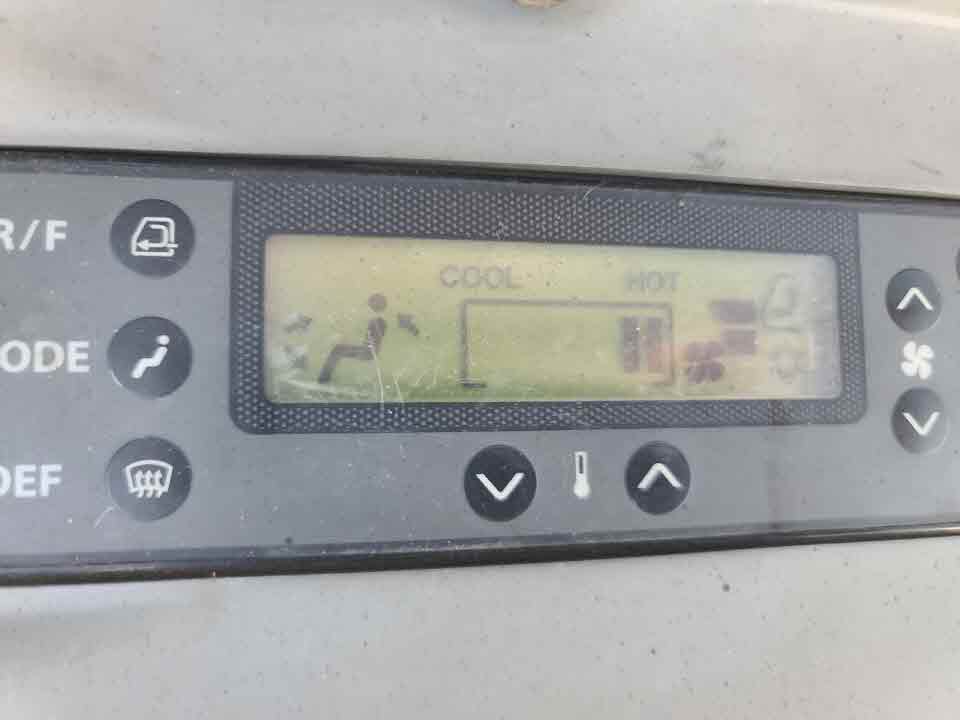 R/F
COOL HOT
ODE
DEF